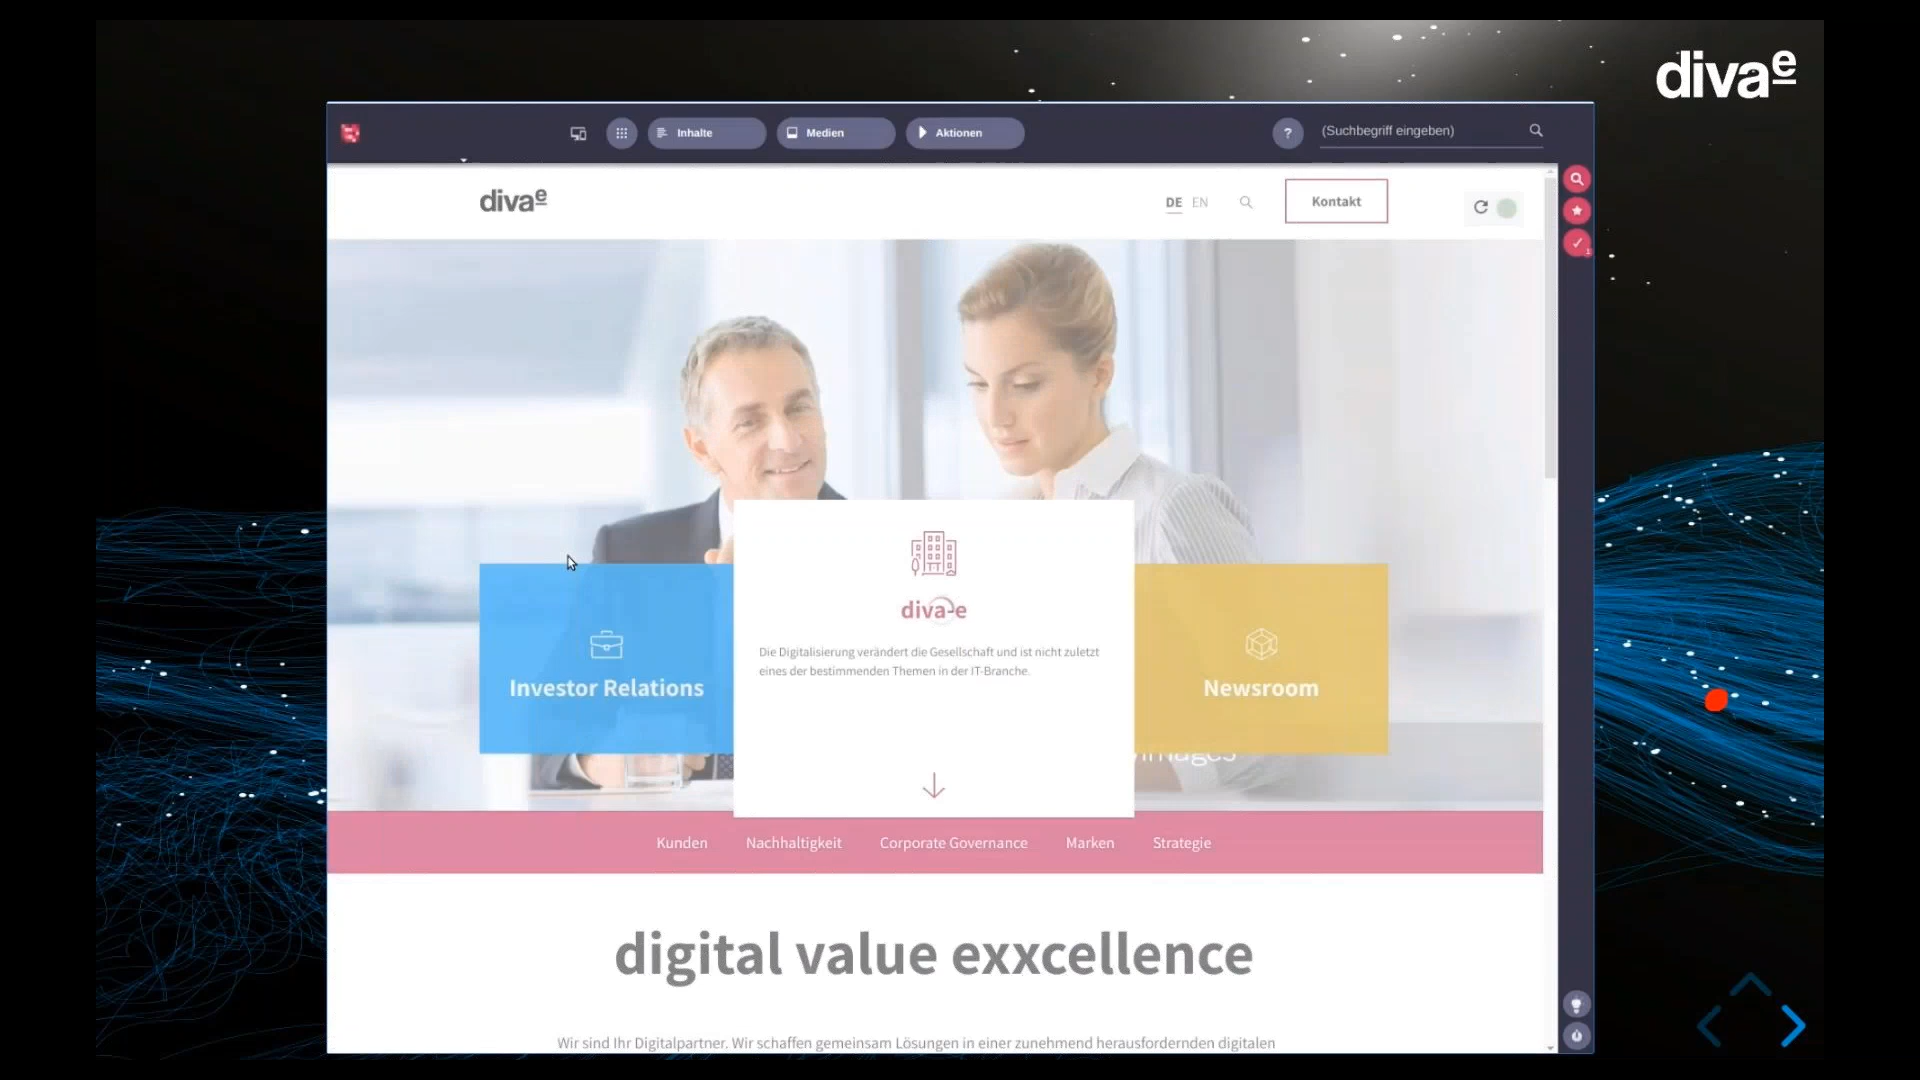 divae
Inhalte
Medien
Aktionen
?
(Suchbegriff eingeben)
divae
DE EN
Kontakt
diva-e
Die Digitalisierung verändert die Gesellschaft und ist nicht zuletzt
eines der bestimmenden Themen in der IT-Branche.
Investor Relations
Newsroom
Kunden
Nachhaltigkeit
Corporate Governance
Marken
Strategie
digital value exxcellence
Wir sind Ihr Digitalpartner. Wir schaffen gemeinsam Lösungen in einer zunehmend herausfordernden digitalen